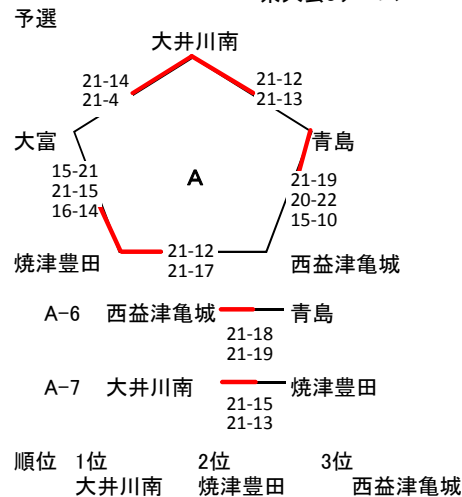 予選
大井川南
21-14
21-4
21-12
21-13
大富
青島
A
15-21
21-15
16-14
21-19
20-22
15-10
焼津豊田
21-12
21-17
西益津亀城
A-6 西益津亀城 青島
21-18
21-19
A-7 大井川南 焼津豊田
21-15
21-13
順位 1位 2位 3位
大井川南 焼津豊田 西益津亀城